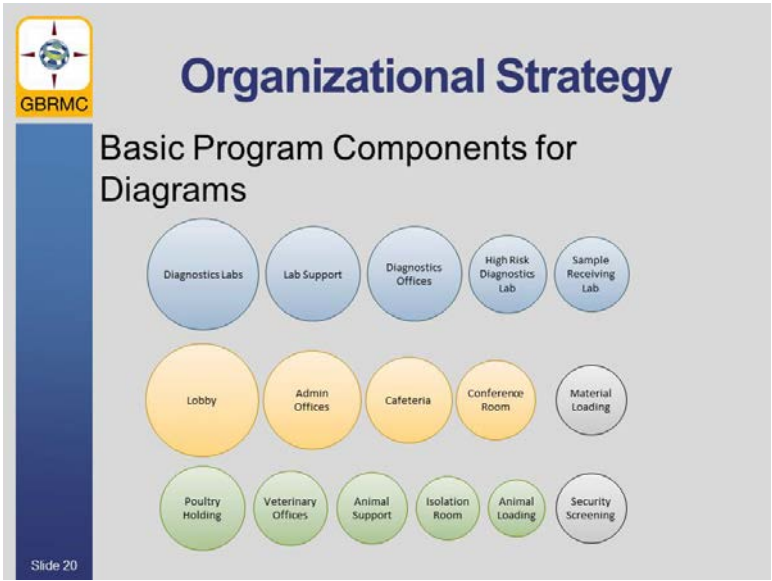 GBRMC
Organizational Strategy
Basic Program Components for
Diagrams
Diagnostics Labs
Lab Support
Diagnostics
Offices
High Risk
Diagnostics
Lab
Sample
Receiving
Lab
Lobby
Admin
Offices
Cafeteria
Conference
Room
Material
Loading
Poultry
Holding
Veterinary
Offices
Animal
Support
Isolation
Room
Animal
Loading
Security
Screening
Slide 20